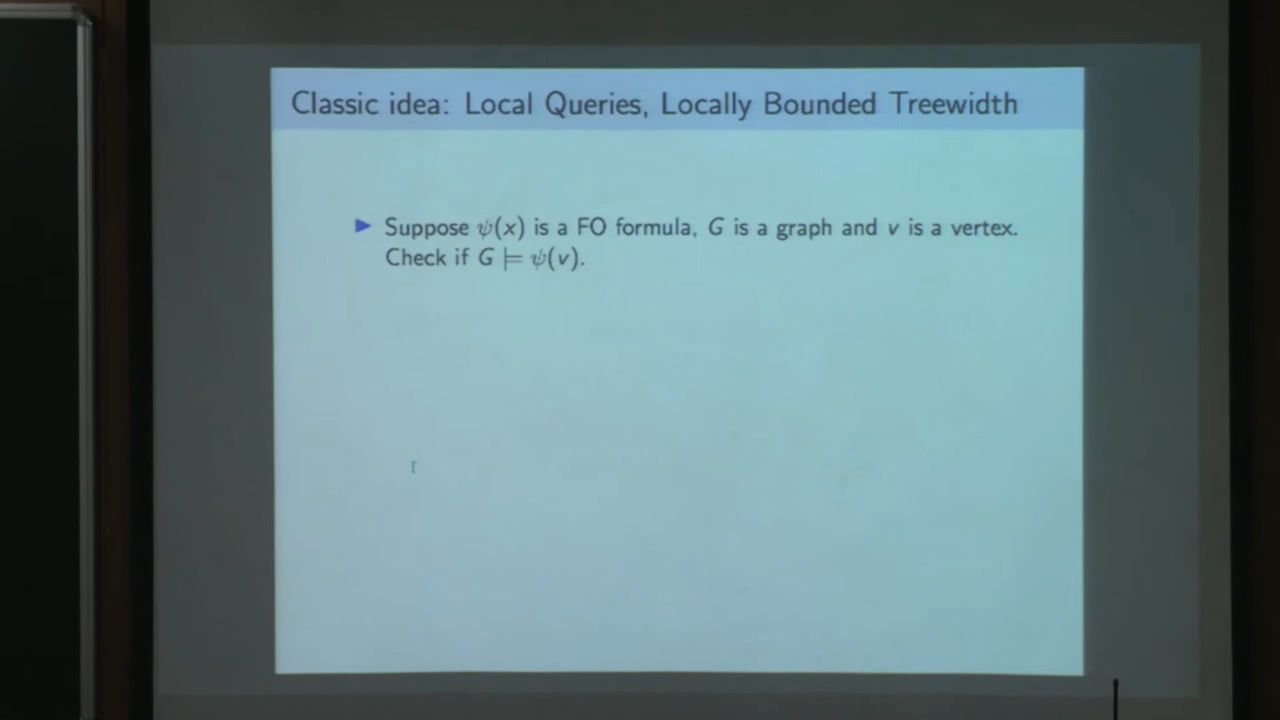 Classic idea: Local Queries, Locally Bounded Treewidth
▶ Suppose ψ(x) is a FO formula, G is a graph and v is a vertex.
Check if G ⊨ ψ(v).